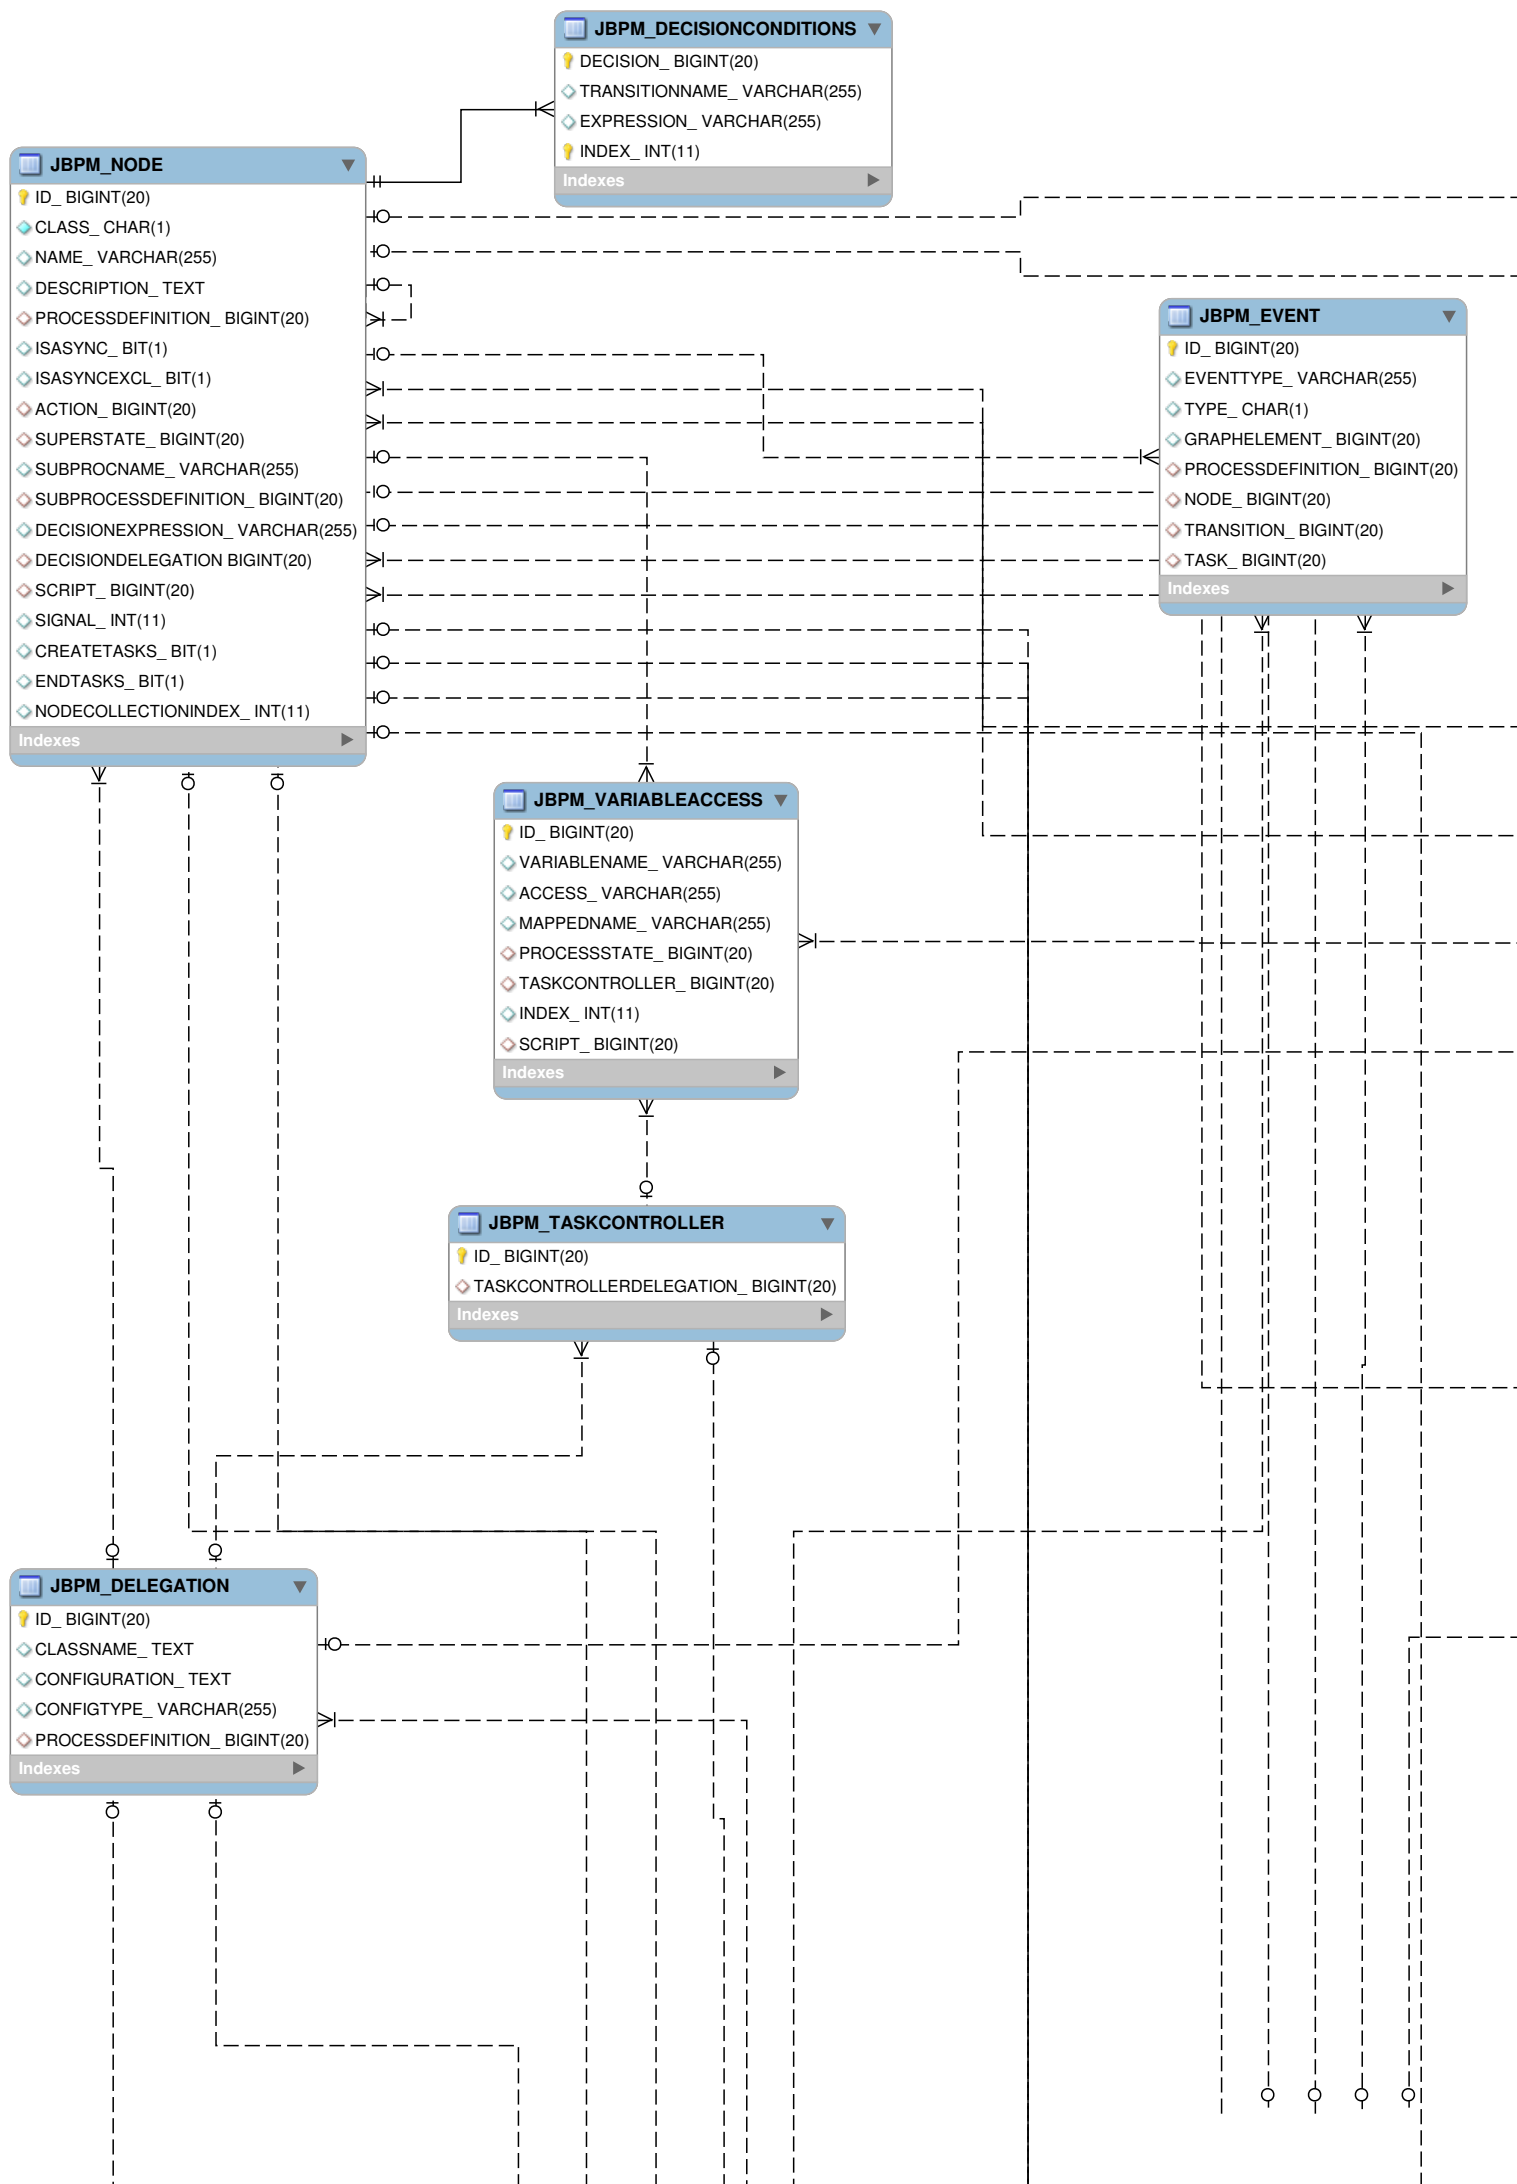 JBPM_DECISIONCONDITIONS
DECISION_ BIGINT(20)
TRANSITIONNAME_ VARCHAR(255)
EXPRESSION_ VARCHAR(255)
INDEX_ INT(11)
Indexes
JBPM_NODE
ID_ BIGINT(20)
CLASS_ CHAR(1)
NAME_ VARCHAR(255)
DESCRIPTION_ TEXT
PROCESSDEFINITION_ BIGINT(20)
ISASYNC_ BIT(1)
ISASYNCEXCL_ BIT(1)
ACTION_ BIGINT(20)
SUPERSTATE_ BIGINT(20)
SUBPROCNAME_ VARCHAR(255)
SUBPROCESSDEFINITION_ BIGINT(20)
DECISIONEXPRESSION_ VARCHAR(255)
DECISIONDELEGATION BIGINT(20)
SCRIPT_ BIGINT(20)
SIGNAL_ INT(11)
CREATETASKS_ BIT(1)
ENDTASKS_ BIT(1)
NODECOLLECTIONINDEX_ INT(11)
Indexes
JBPM_EVENT
ID_ BIGINT(20)
EVENTTYPE_ VARCHAR(255)
TYPE_ CHAR(1)
GRAPHELEMENT_ BIGINT(20)
PROCESSDEFINITION_ BIGINT(20)
NODE_ BIGINT(20)
TRANSITION_ BIGINT(20)
TASK_ BIGINT(20)
Indexes
JBPM_VARIABLEACCESS
ID_ BIGINT(20)
VARIABLENAME_ VARCHAR(255)
ACCESS_ VARCHAR(255)
MAPPEDNAME_ VARCHAR(255)
PROCESSSTATE_ BIGINT(20)
TASKCONTROLLER_ BIGINT(20)
INDEX_ INT(11)
SCRIPT_ BIGINT(20)
Indexes
JBPM_TASKCONTROLLER
ID_ BIGINT(20)
TASKCONTROLLERDELEGATION_ BIGINT(20)
Indexes
JBPM_DELEGATION
ID_ BIGINT(20)
CLASSNAME_ TEXT
CONFIGURATION_ TEXT
CONFIGTYPE_ VARCHAR(255)
PROCESSDEFINITION_ BIGINT(20)
Indexes